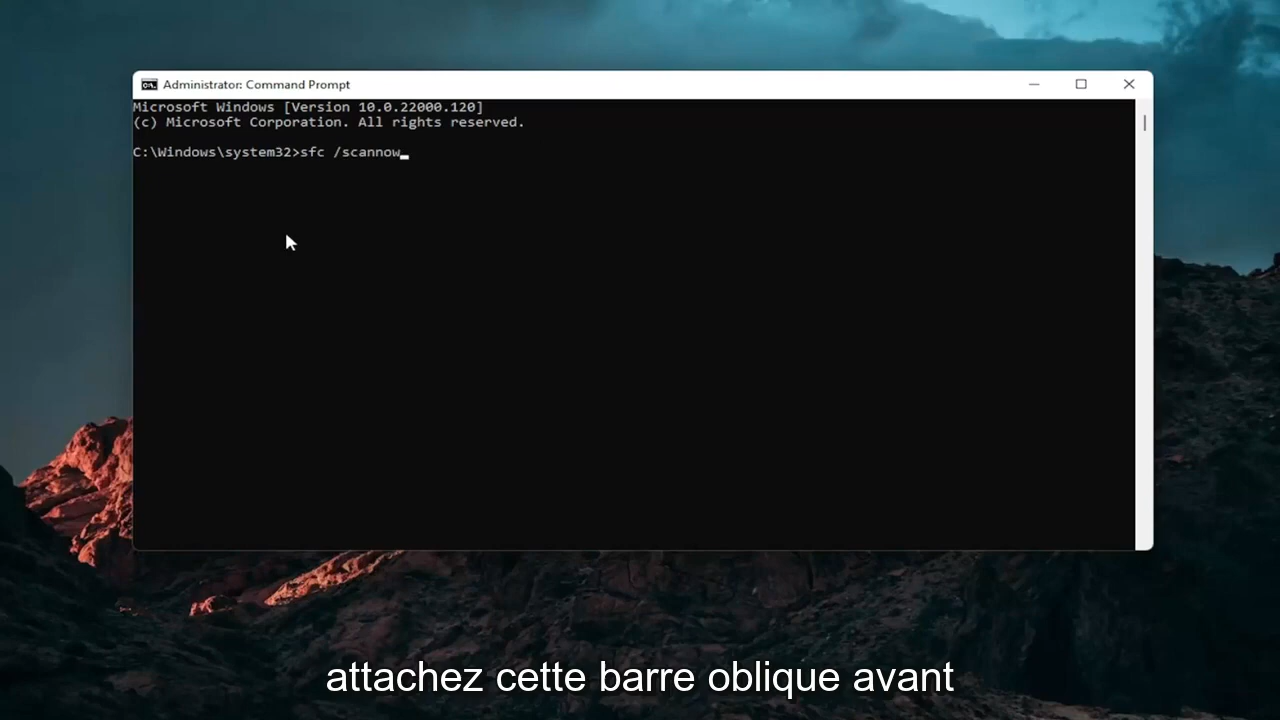 Administrator: Command Prompt
Microsoft Windows [Version 10.0.22000.120]
(c) Microsoft Corporation. All rights reserved.
C:\Windows\system32>sfc /scannow
attachez cette barre oblique avant